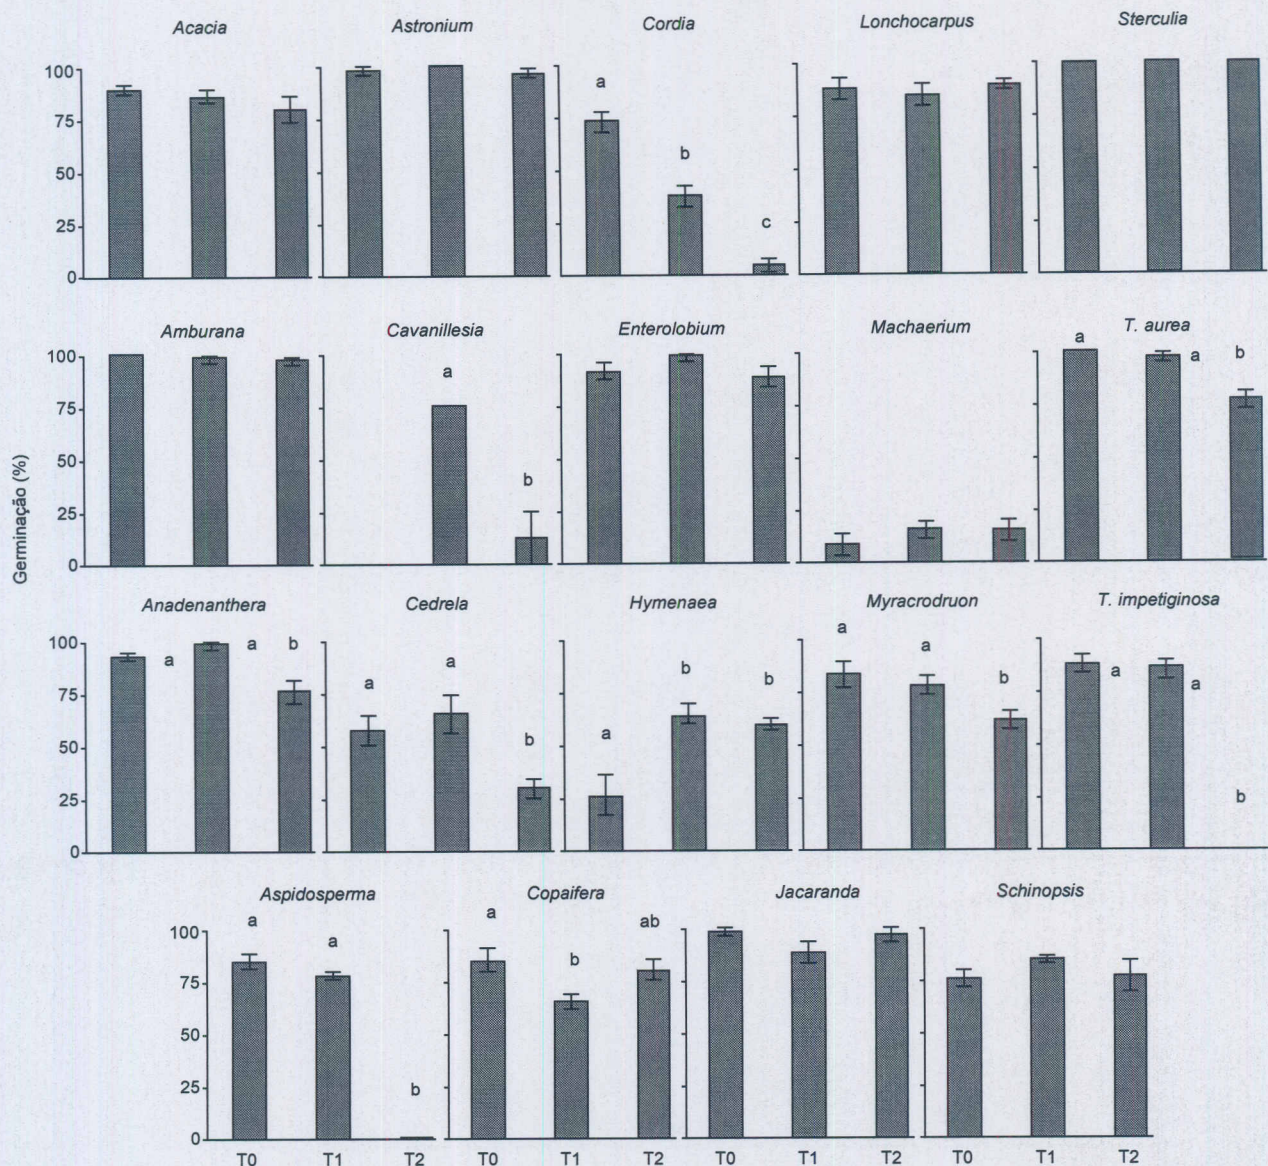 Acacia Astronium Cordia Lonchocarpus Sterculia
100
75
50
25
0
a
b
c
Amburana Cavanillesia Enterolobium Machaerium T. aurea
100
75
50
25
0
a
b
a
a
b
Germinação (%)
Anadenanthera Cedrela Hymenaea Myracrodruon T. impetiginosa
100
75
50
25
0
a
a
b
a
a
b
a
b
b
a
a
b
a
a
b
Aspidosperma Copaifera Jacaranda Schinopsis
100
75
50
25
0
a
a
b
a
b
ab
T0 T1 T2 T0 T1 T2 T0 T1 T2 T0 T1 T2